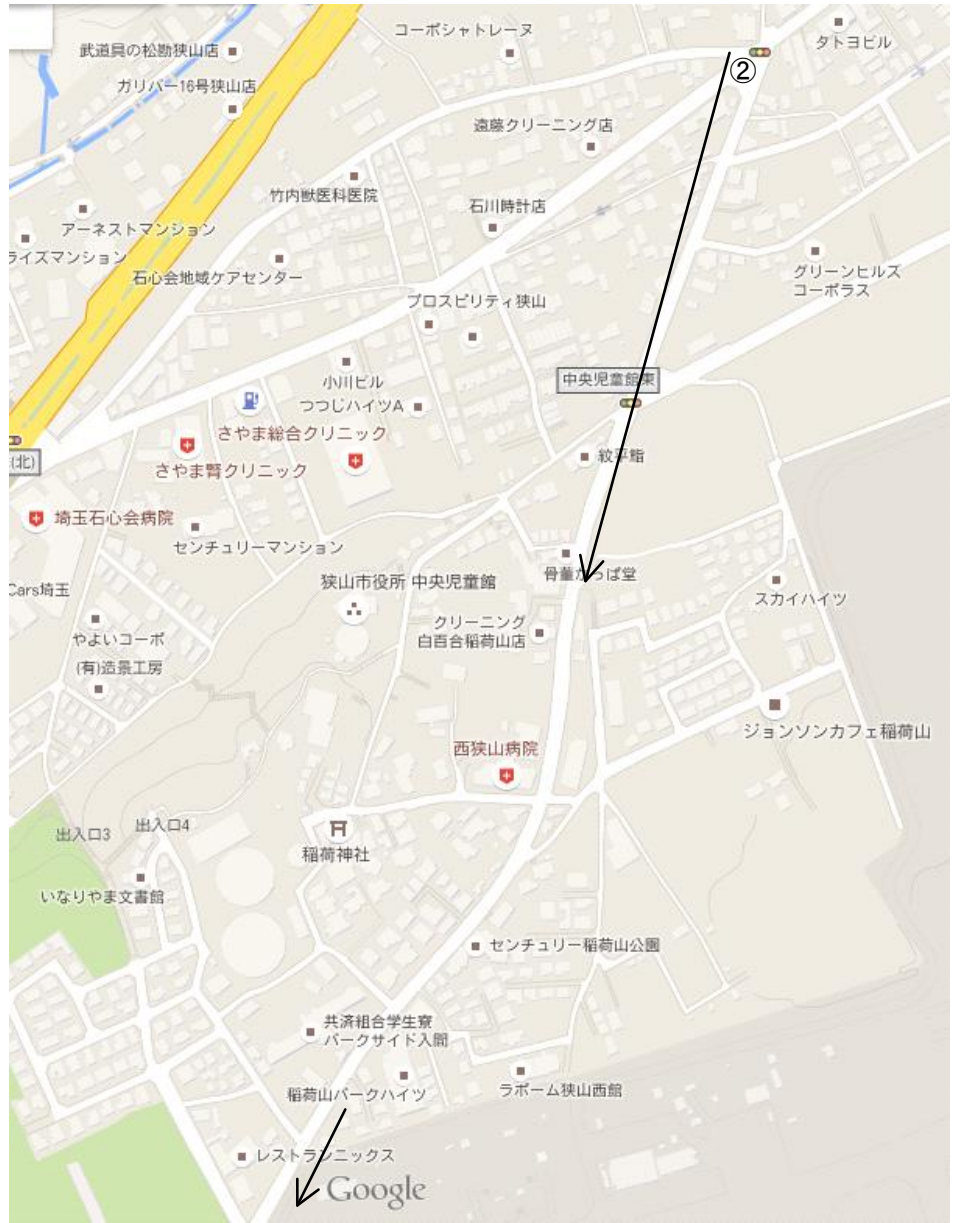 コーポシャトレーヌ
タトヨビル
武道具の松勘狭山店
②
ガリバー16号狭山店
遠藤クリーニング店
竹内獣医科医院
石川時計店
アーネストマンション
ライズマンション
石心会地域ケアセンター
グリーンヒルズ
コーポラス
プロスピリティ狭山
小川ビル
中央児童館東
つつじハイツA
さやま総合クリニック
(北)
さやま腎クリニック
紋平鮨
埼玉石心会病院
センチュリーマンション
狭山市役所 中央児童館
骨董かっぱ堂
Cars埼玉
スカイハイツ
クリーニング
白百合稲荷山店
やよいコーポ
(有)造景工房
ジョンソンカフェ稲荷山
西狭山病院
出入口3
出入口4
稲荷神社
いなりやま文書館
センチュリー稲荷山公園
共済組合学生寮
パークサイド入間
稲荷山パークハイツ
ラポーム狭山西館
レストランニックス
Google